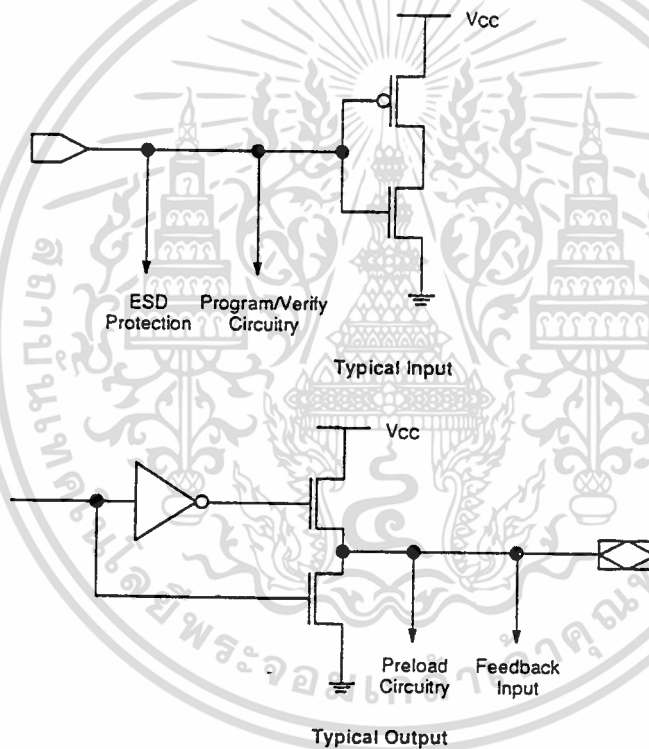 Vcc
ESD
Protection
Program/Verify
Circuitry
Typical Input
Vcc
Preload
Circuitry
Feedback
Input
Typical Output